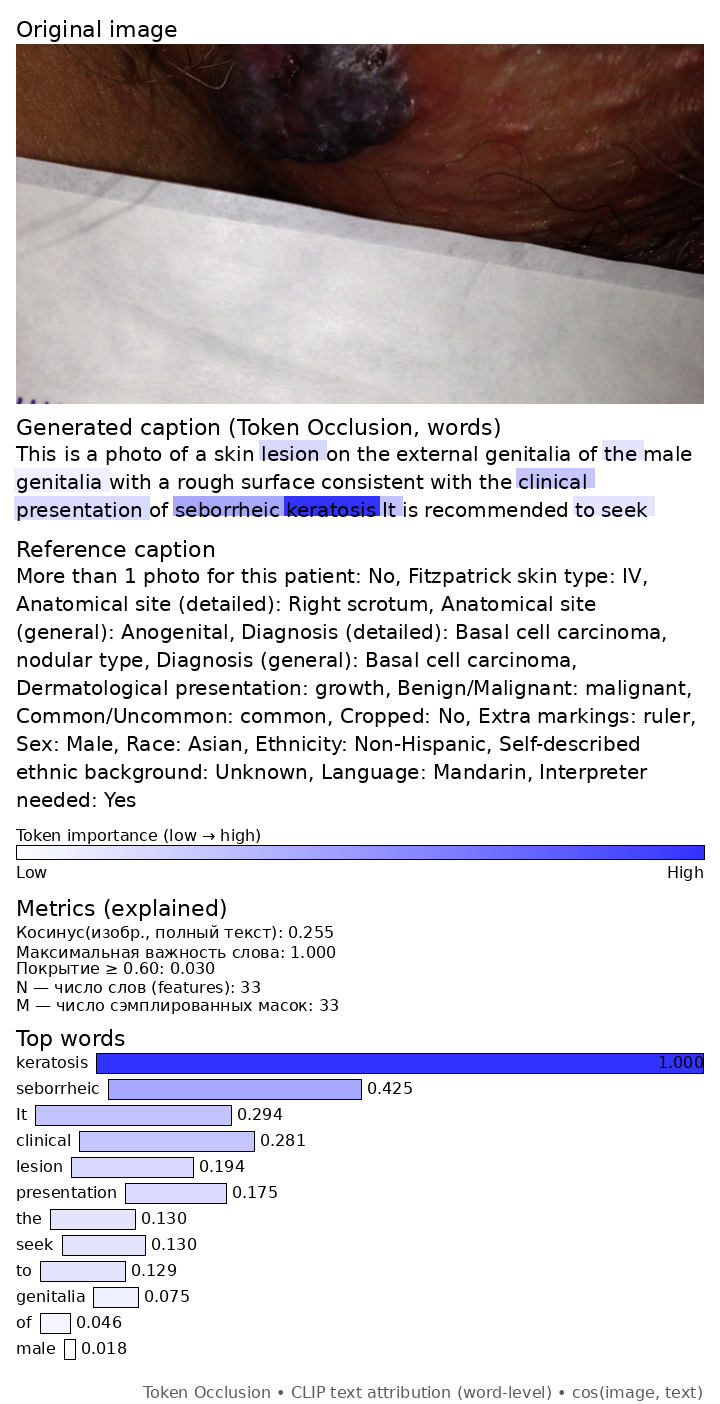 Original image
Generated caption (Token Occlusion, words)
This is a photo of a skin lesion on the external genitalia of the male
genitalia with a rough surface consistent with the clinical
presentation of seborrheic keratosis It is recommended to seek
Reference caption
More than 1 photo for this patient: No, Fitzpatrick skin type: IV,
Anatomical site (detailed): Right scrotum, Anatomical site
(general): Anogenital, Diagnosis (detailed): Basal cell carcinoma,
nodular type, Diagnosis (general): Basal cell carcinoma,
Dermatological presentation: growth, Benign/Malignant: malignant,
Common/Uncommon: common, Cropped: No, Extra markings: ruler,
Sex: Male, Race: Asian, Ethnicity: Non-Hispanic, Self-described
ethnic background: Unknown, Language: Mandarin, Interpreter
needed: Yes
Token importance (low → high)
Low High
Metrics (explained)
Косинус(изобр., полный текст): 0.255
Максимальная важность слова: 1.000
Покрытие ≥ 0.60: 0.030
N — число слов (features): 33
M — число сэмплированных масок: 33
Top words
keratosis 1.000
seborrheic 0.425
It 0.294
clinical 0.281
lesion 0.194
presentation 0.175
the 0.130
seek 0.130
to 0.129
genitalia 0.075
of 0.046
male 0.018
Token Occlusion • CLIP text attribution (word-level) • cos(image, text)